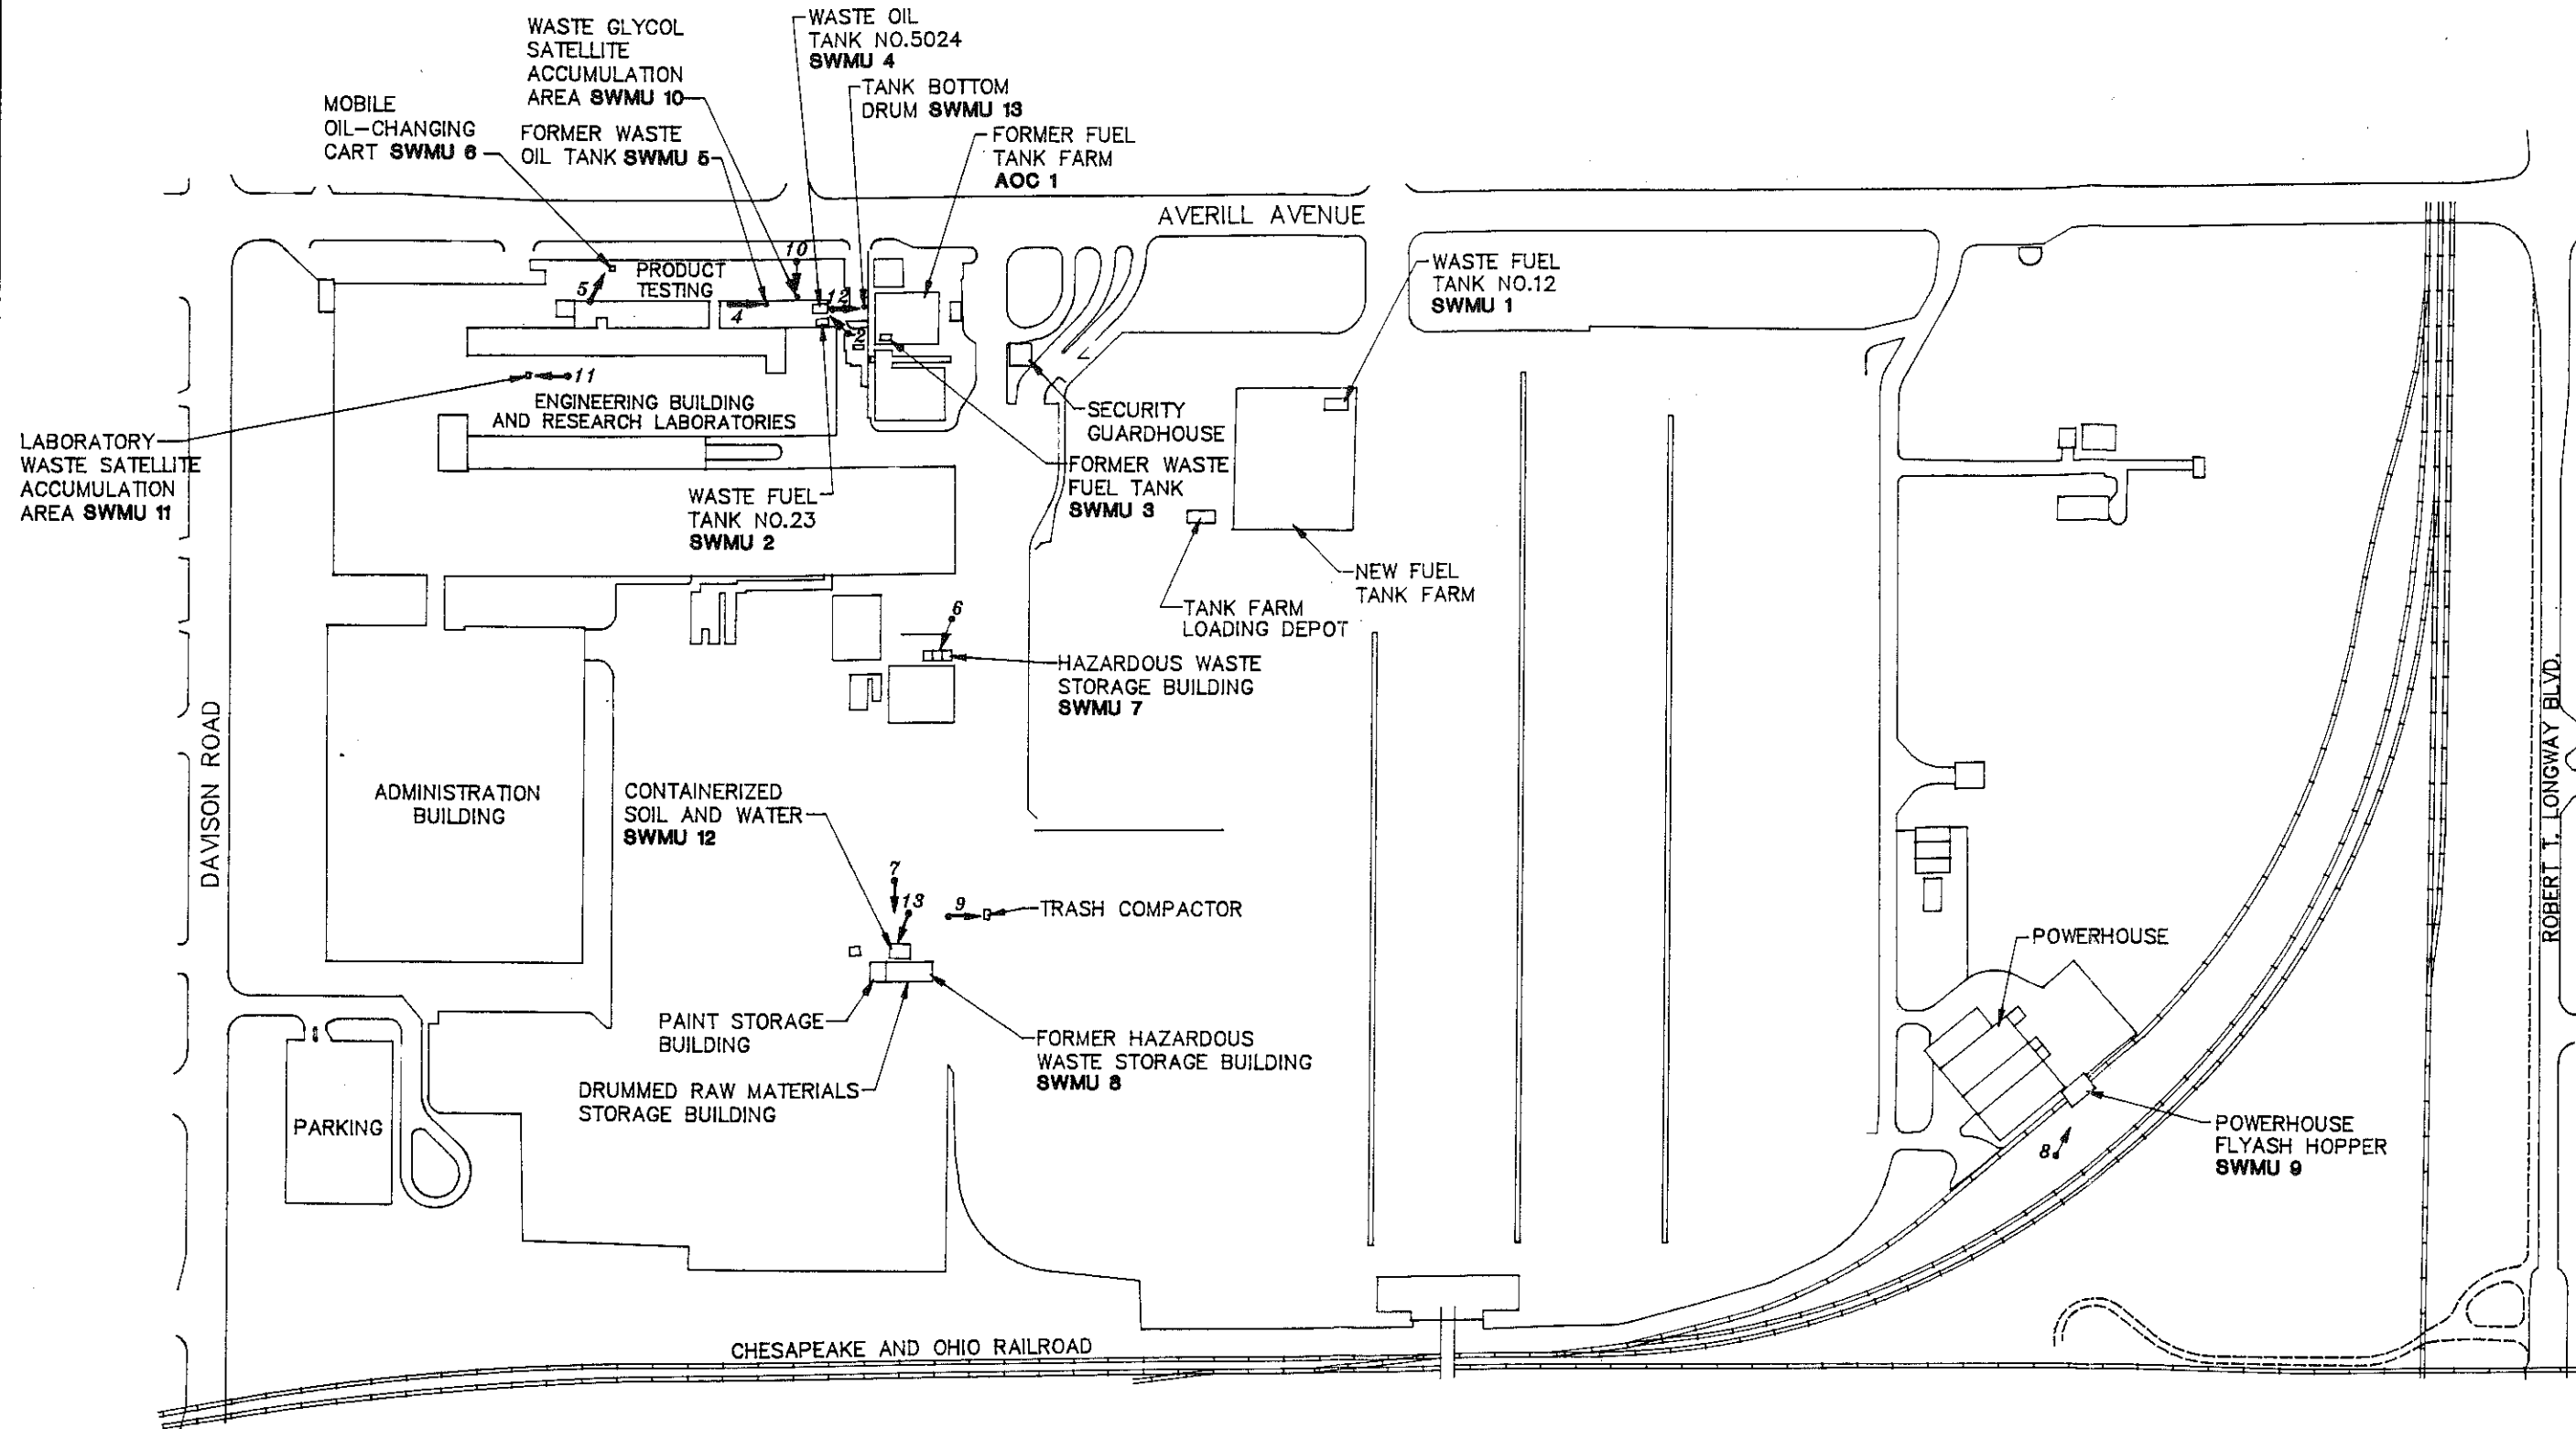 WASTE GLYCOL
SATELLITE
ACCUMULATION
AREA SWMU 10
WASTE OIL
TANK NO.5024
SWMU 4
TANK BOTTOM
DRUM SWMU 13
MOBILE
OIL-CHANGING
CART SWMU 6
FORMER WASTE
OIL TANK SWMU 5
FORMER FUEL
TANK FARM
AOC 1
AVERILL AVENUE
WASTE FUEL
TANK NO.12
SWMU 1
10
PRODUCT
TESTING
5
4
12
2
11
ENGINEERING BUILDING
AND RESEARCH LABORATORIES
LABORATORY
WASTE SATELLITE
ACCUMULATION
AREA SWMU 11
SECURITY
GUARDHOUSE
FORMER WASTE
FUEL TANK
SWMU 3
WASTE FUEL
TANK NO.23
SWMU 2
NEW FUEL
TANK FARM
TANK FARM
LOADING DEPOT
6
HAZARDOUS WASTE
STORAGE BUILDING
SWMU 7
DAVISON ROAD
ROBERT T. LONGWAY BLVD.
ADMINISTRATION
BUILDING
CONTAINERIZED
SOIL AND WATER
SWMU 12
7
13
9
TRASH COMPACTOR
POWERHOUSE
PAINT STORAGE
BUILDING
FORMER HAZARDOUS
WASTE STORAGE BUILDING
SWMU 8
DRUMMED RAW MATERIALS
STORAGE BUILDING
PARKING
8
POWERHOUSE
FLYASH HOPPER
SWMU 9
CHESAPEAKE AND OHIO RAILROAD